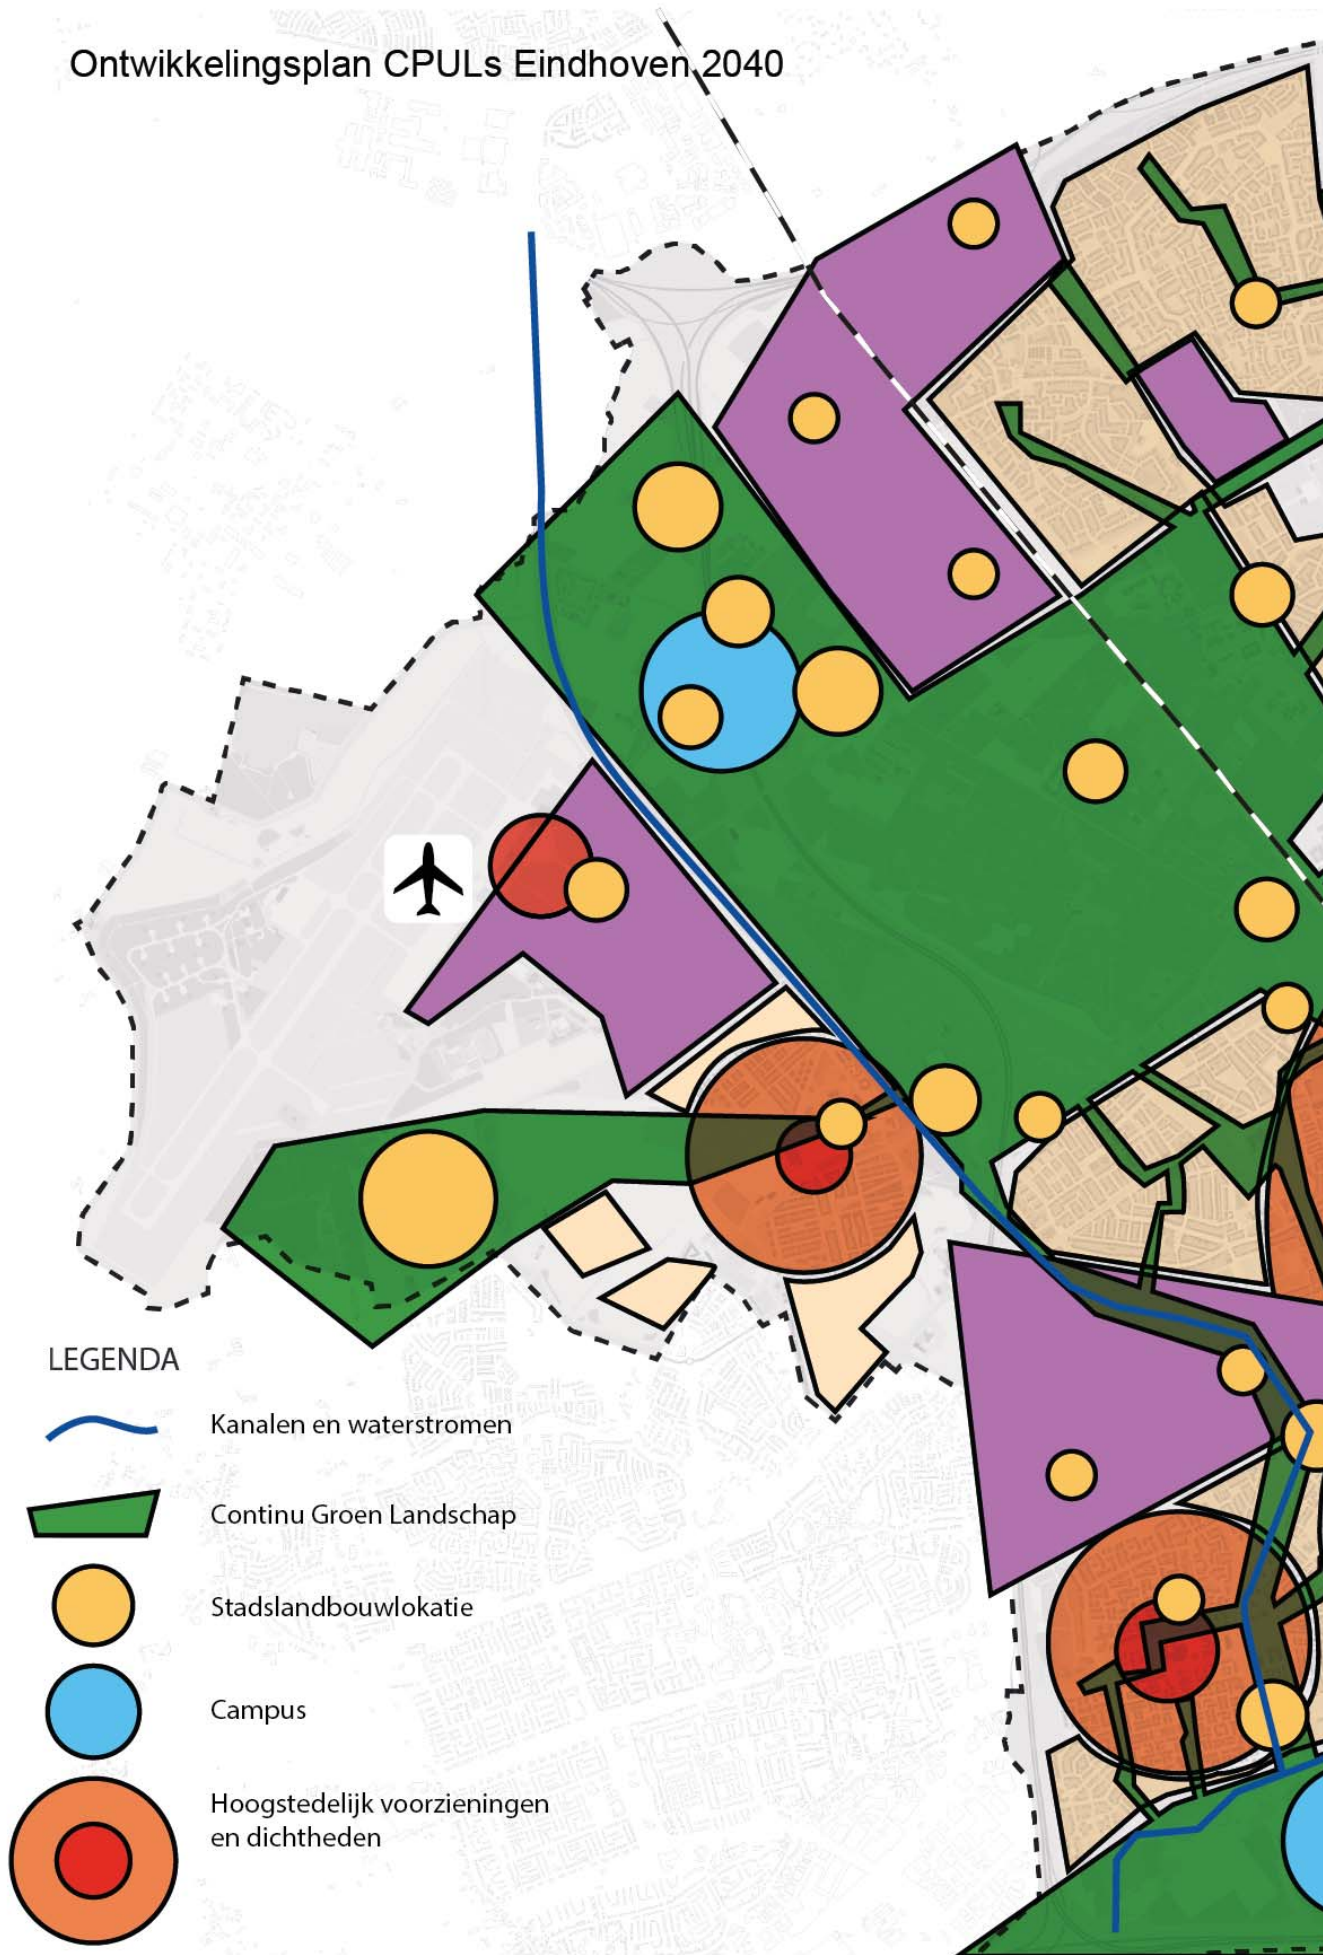 Ontwikkelingsplan CPULs Eindhoven 2040
LEGENDA
Kanalen en waterstromen
Continu Groen Landschap
Stadslandbouwlokatie
Campus
Hoogstedelijk voorzieningen
en dichtheden